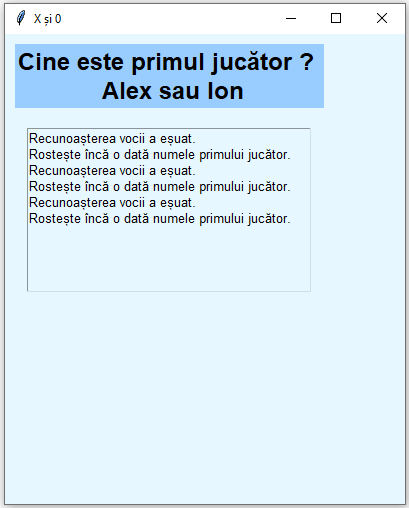 X și 0
Cine este primul jucător ?
Alex sau Ion
Recunoașterea vocii a eșuat.
Rostește încă o dată numele primului jucător.
Recunoașterea vocii a eșuat.
Rostește încă o dată numele primului jucător.
Recunoașterea vocii a eșuat.
Rostește încă o dată numele primului jucător.